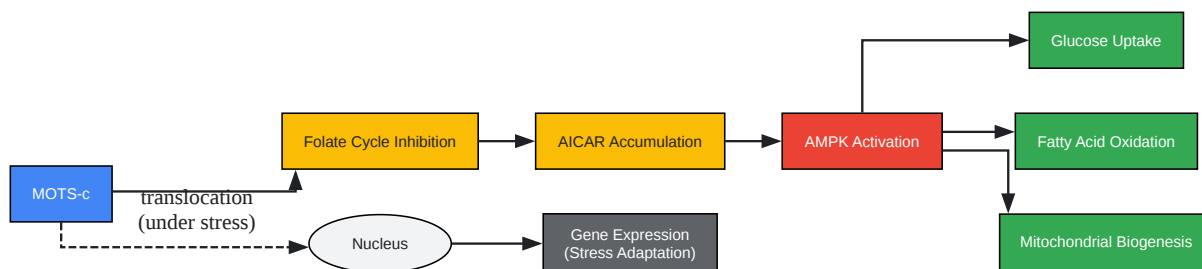 Glucose Uptake
Folate Cycle Inhibition
AICAR Accumulation
AMPK Activation
Fatty Acid Oxidation
MOTS-c
translocation
(under stress)
Nucleus
Gene Expression
(Stress Adaptation)
Mitochondrial Biogenesis